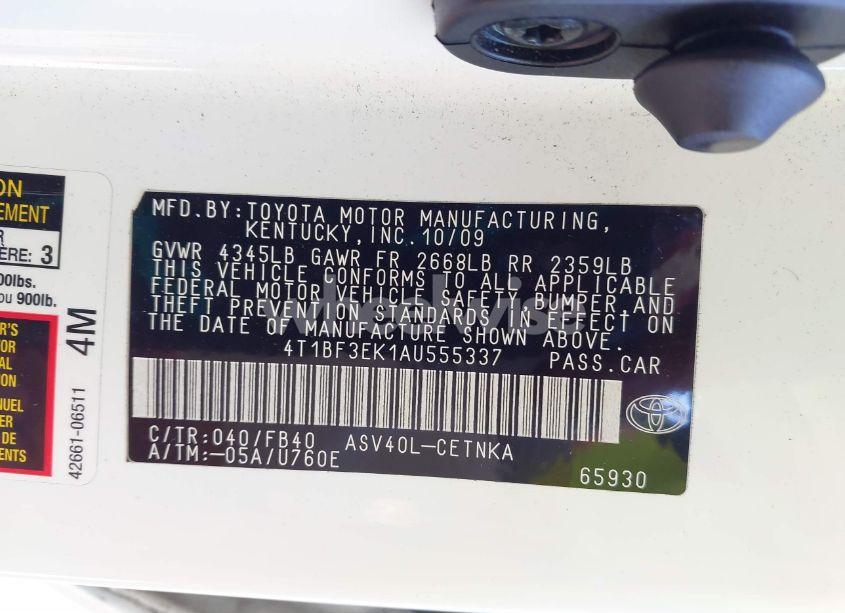 ON
EMENT
R
ERE: 3
00lbs.
ou 900lb.
R'S
FOR
AL
NUEL
ER
DE
ENTS
42661-06511
4M
MFD.BY:TOYOTA MOTOR MANUFACTURING,
KENTUCKY,INC.10/09
GVWR 4345LB GAWR FR 2668LB RR 2359LB
THIS VEHICLE CONFORMS TO ALL APPLICABLE
FEDERAL MOTOR VEHICLE SAFETY,BUMPER,AND
THEFT PREVENTION STANDARDS IN EFFECT ON
THE DATE OF MANUFACTURE SHOWN ABOVE.
wheelwise
4T1BF3EK1AU555337 PASS.CAR
C/TR:040/FB40 ASV40L-CETNKA
A/TM:-05A/U760E
65930